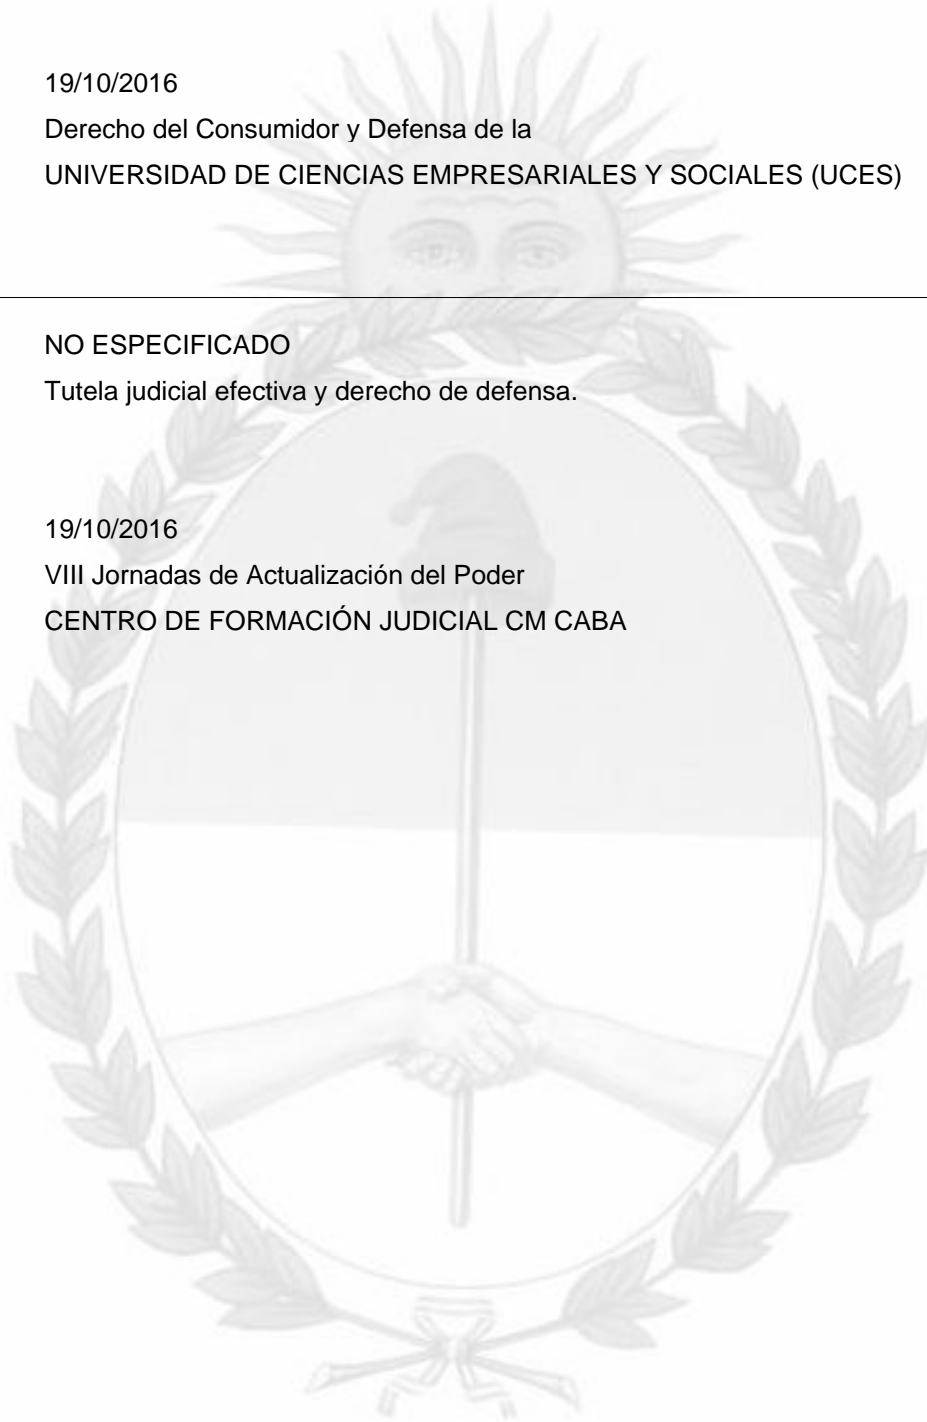 19/10/2016
Derecho del Consumidor y Defensa de la
UNIVERSIDAD DE CIENCIAS EMPRESARIALES Y SOCIALES (UCES)
NO ESPECIFICADO
Tutela judicial efectiva y derecho de defensa.
19/10/2016
VIII Jornadas de Actualización del Poder
CENTRO DE FORMACIÓN JUDICIAL CM CABA